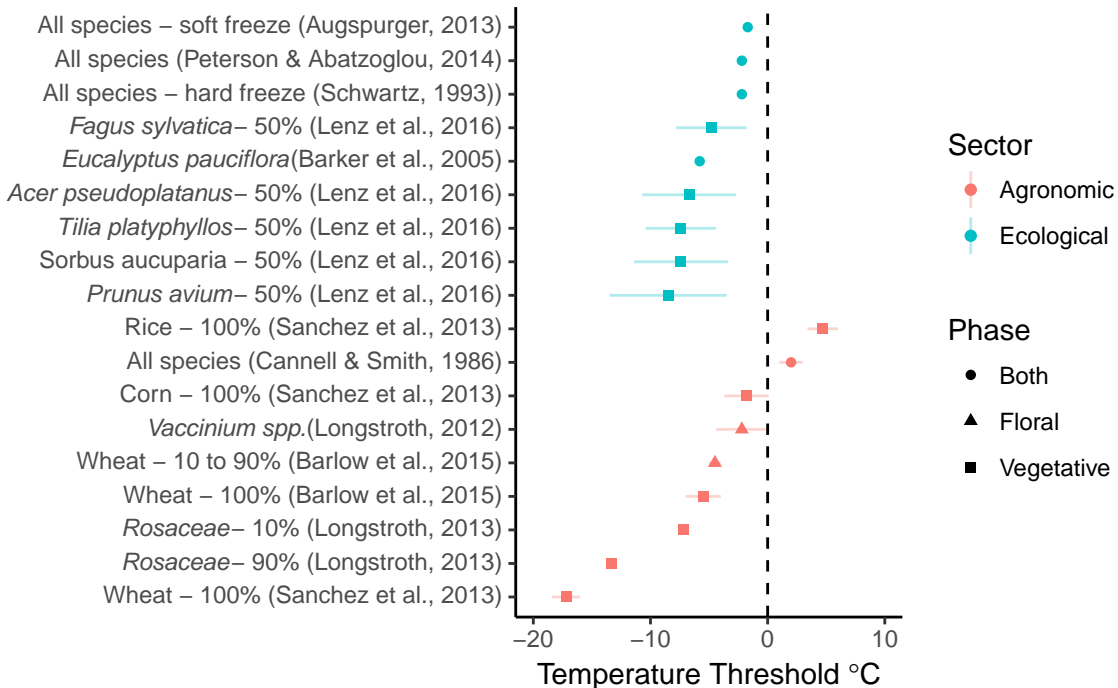 All species – soft freeze (Augspurger, 2013)
All species (Peterson & Abatzoglou, 2014)
All species – hard freeze (Schwartz, 1993))
Fagus sylvatica– 50% (Lenz et al., 2016)
Eucalyptus pauciflora(Barker et al., 2005)
Acer pseudoplatanus– 50% (Lenz et al., 2016)
Tilia platyphyllos– 50% (Lenz et al., 2016)
Sorbus aucuparia – 50% (Lenz et al., 2016)
Prunus avium– 50% (Lenz et al., 2016)
Rice – 100% (Sanchez et al., 2013)
All species (Cannell & Smith, 1986)
Corn – 100% (Sanchez et al., 2013)
Vaccinium spp.(Longstroth, 2012)
Wheat – 10 to 90% (Barlow et al., 2015)
Wheat – 100% (Barlow et al., 2015)
Rosaceae– 10% (Longstroth, 2013)
Rosaceae– 90% (Longstroth, 2013)
Wheat – 100% (Sanchez et al., 2013)
−20 −10 0 10
Temperature Threshold °C
Sector
Agronomic
Ecological
Phase
Both
Floral
Vegetative